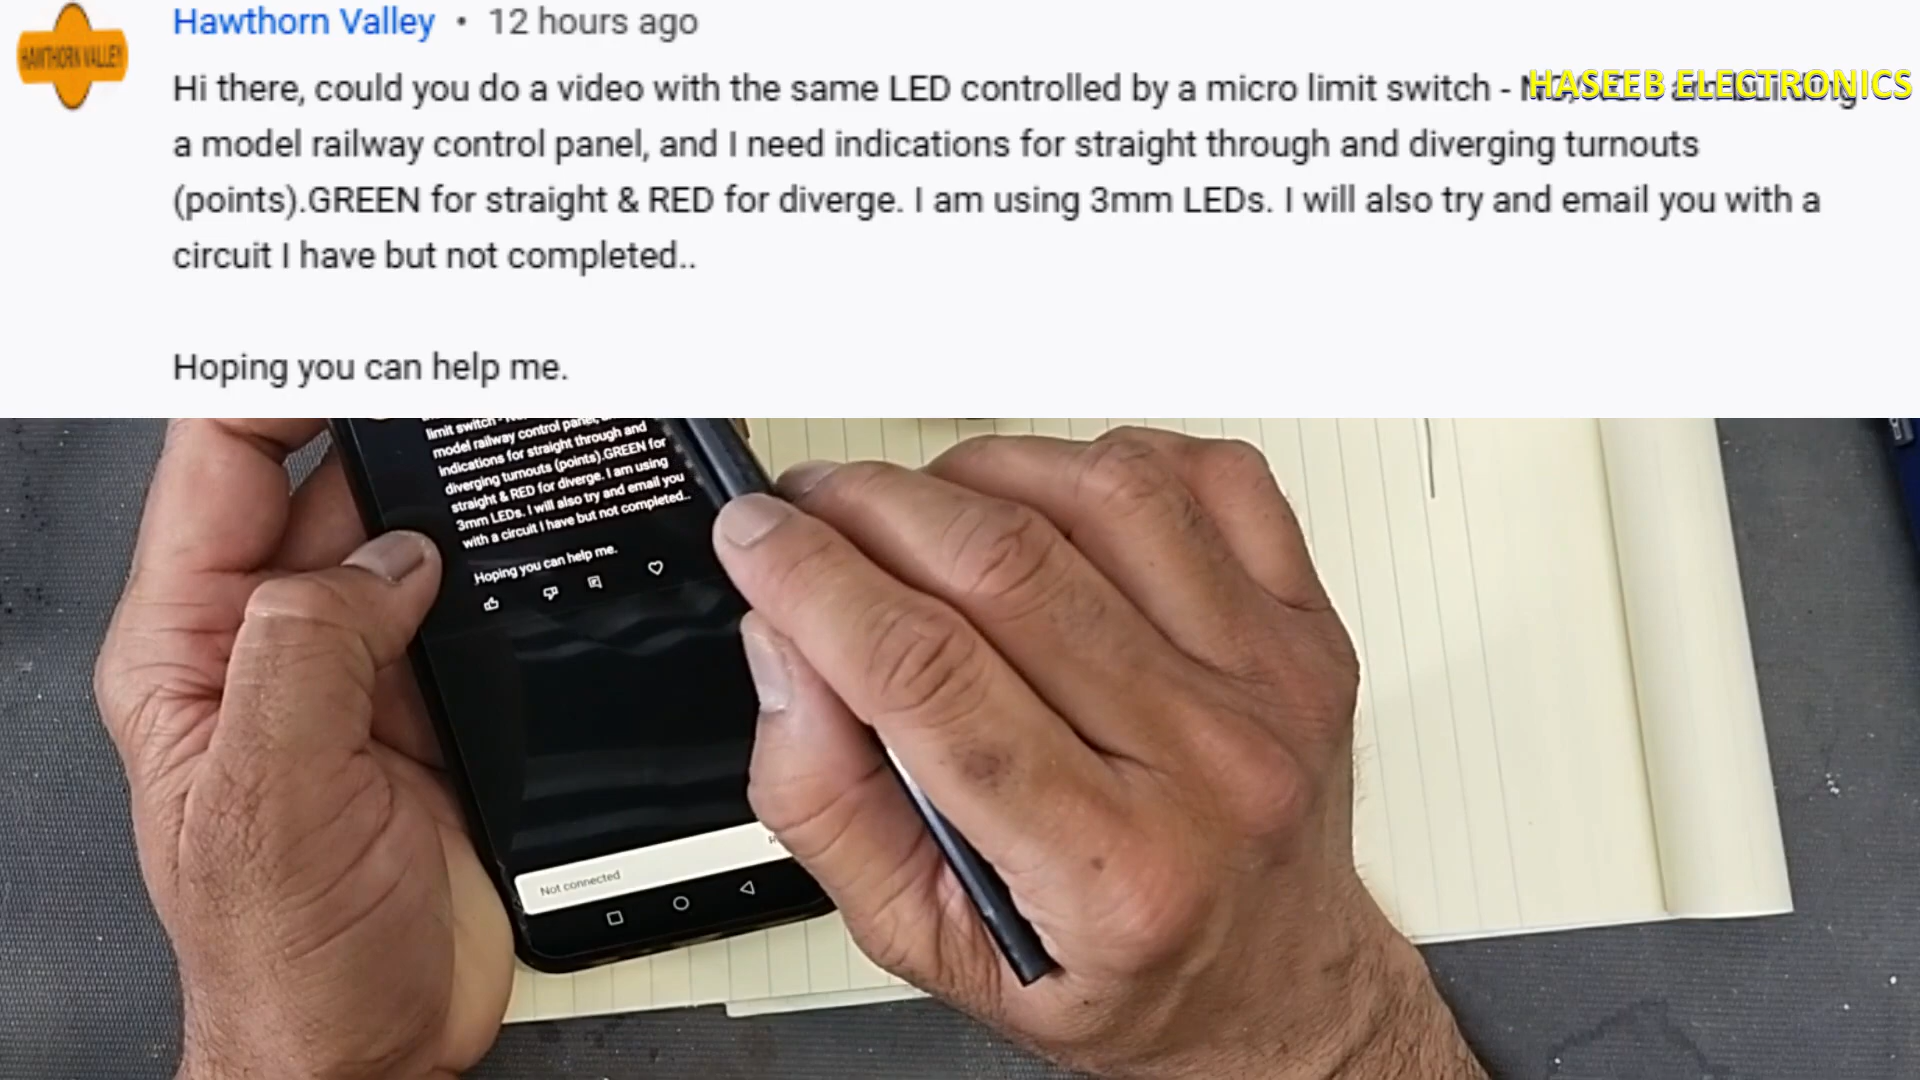 HAWTHORN VALLEY
Hawthorn Valley • 12 hours ago
HASEEB ELECTRONICS
Hi there, could you do a video with the same LED controlled by a micro limit switch -
a model railway control panel, and I need indications for straight through and diverging turnouts
(points).GREEN for straight & RED for diverge. I am using 3mm LEDs. I will also try and email you with a
circuit I have but not completed..
Hoping you can help me.
limit switch -
model railway control panel,
indications for straight through and
diverging turnouts (points).GREEN for
straight & RED for diverge. I am using
3mm LEDs. I will also try and email you
with a circuit I have but not completed..
Hoping you can help me.
Not connected